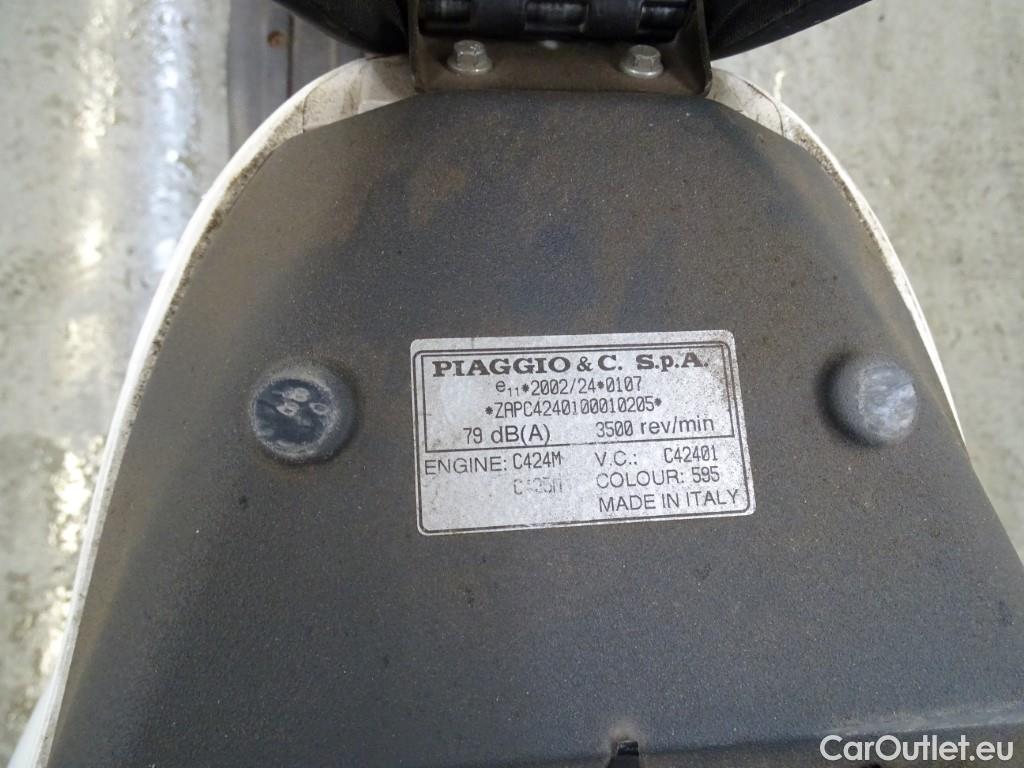 PIAGGIO & C. S.p.A.
e11*2002/24*0107
*ZAPC4240100010205*
79 dB(A) 3500 rev/min
ENGINE: C424M V.C.: C42401
COLOUR: 595
MADE IN ITALY
CarOutlet.eu